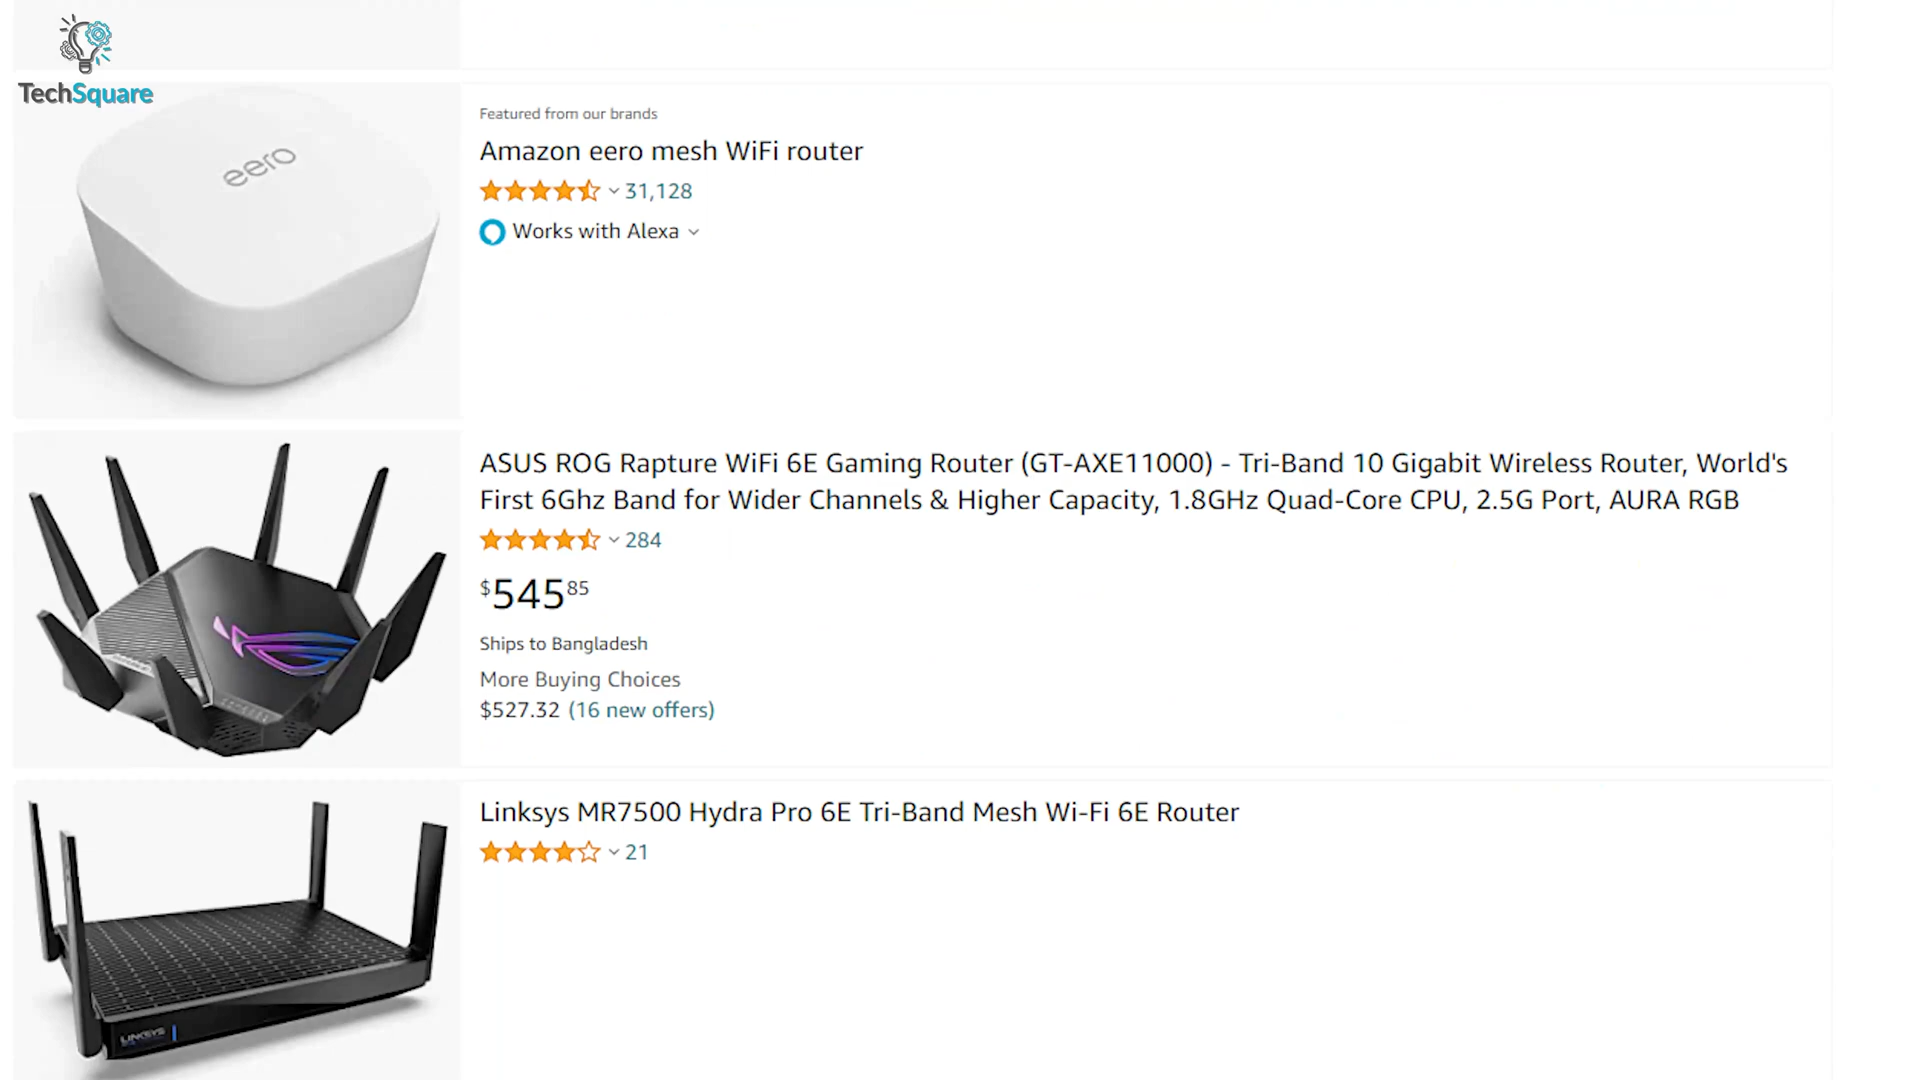 TechSquare
eero
Featured from our brands
Amazon eero mesh WiFi router
31,128
Works with Alexa
ASUS ROG Rapture WiFi 6E Gaming Router (GT-AXE11000) - Tri-Band 10 Gigabit Wireless Router, World's
First 6Ghz Band for Wider Channels & Higher Capacity, 1.8GHz Quad-Core CPU, 2.5G Port, AURA RGB
284
$545 85
Ships to Bangladesh
More Buying Choices
$527.32 (16 new offers)
Linksys MR7500 Hydra Pro 6E Tri-Band Mesh Wi-Fi 6E Router
21
LINKSYS